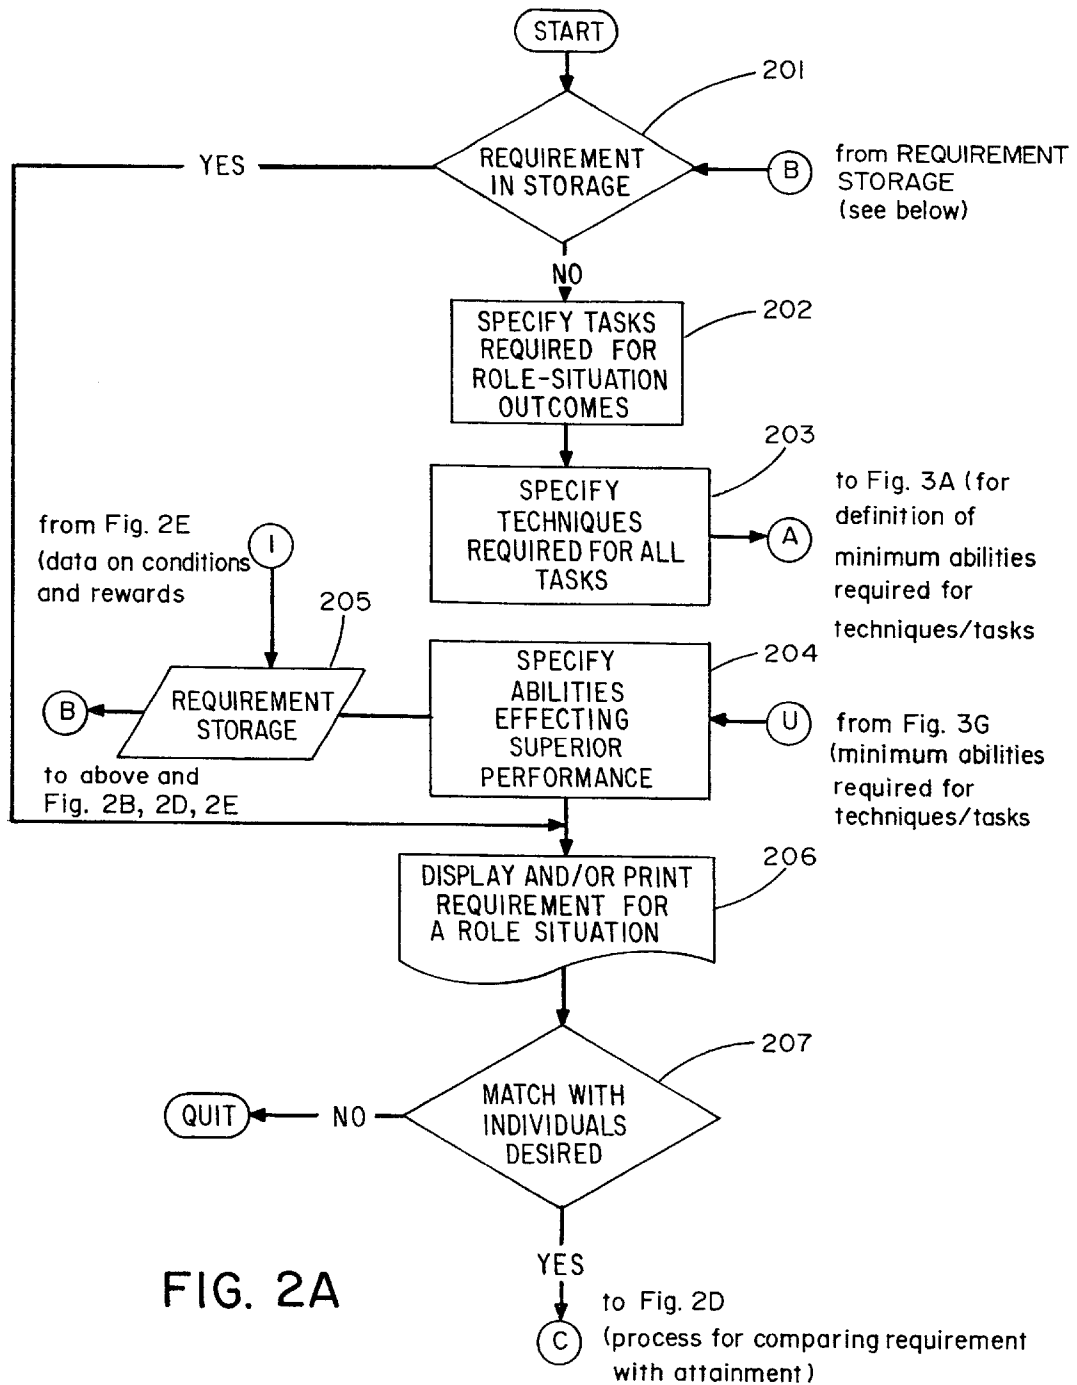 START
201
REQUIREMENT
IN STORAGE
YES
B
from REQUIREMENT
STORAGE
(see below)
NO
202
SPECIFY TASKS
REQUIRED FOR
ROLE-SITUATION
OUTCOMES
203
SPECIFY
TECHNIQUES
REQUIRED FOR ALL
TASKS
A
to Fig. 3A (for
definition of
minimum abilities
required for
techniques/tasks
from Fig. 2E
(data on conditions
and rewards
I
205
REQUIREMENT
STORAGE
B
to above and
Fig. 2B, 2D, 2E
204
SPECIFY
ABILITIES
EFFECTING
SUPERIOR
PERFORMANCE
U
from Fig. 3G
(minimum abilities
required for
techniques/tasks
206
DISPLAY AND/OR PRINT
REQUIREMENT FOR
A ROLE SITUATION
207
MATCH WITH
INDIVIDUALS
DESIRED
NO
QUIT
YES
C
to Fig. 2D
(process for comparing requirement
with attainment)
FIG. 2A